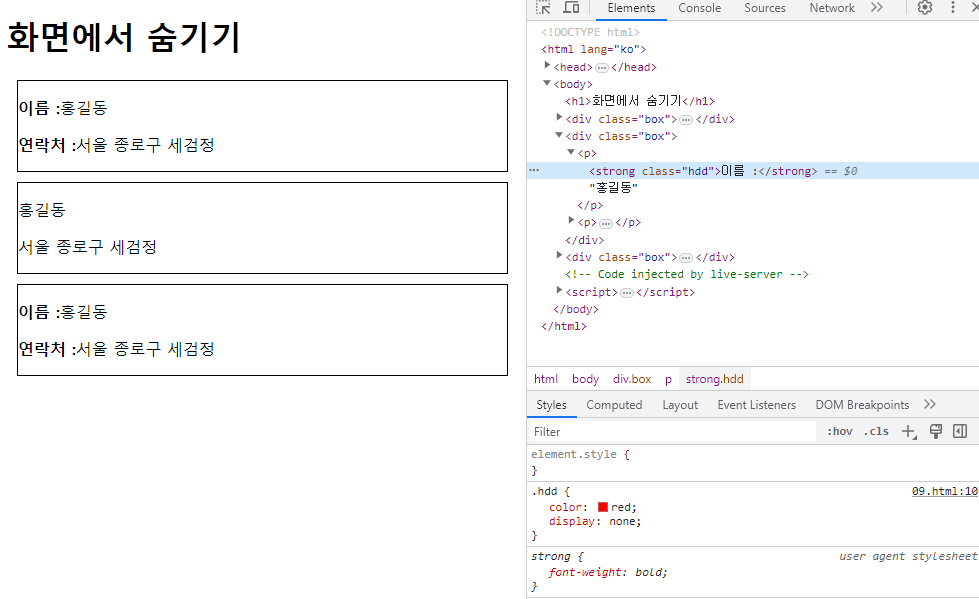 화면에서 숨기기
이름 :홍길동
연락처 :서울 종로구 세검정
홍길동
서울 종로구 세검정
이름 :홍길동
연락처 :서울 종로구 세검정
Elements Console Sources Network
<!DOCTYPE html>
<html lang="ko">
<head> … </head>
<body>
<h1>화면에서 숨기기</h1>
<div class="box"> … </div>
<div class="box">
<p>
… <strong class="hdd">이름 :</strong> == $0
"홍길동"
</p>
<p> … </p>
</div>
<div class="box"> … </div>
<!-- Code injected by live-server -->
<script> … </script>
</body>
</html>
html body div.box p strong.hdd
Styles Computed Layout Event Listeners DOM Breakpoints
Filter :hov .cls
element.style {
}
.hdd { 09.html:10
color: red;
display: none;
}
strong { user agent stylesheet
font-weight: bold;
}